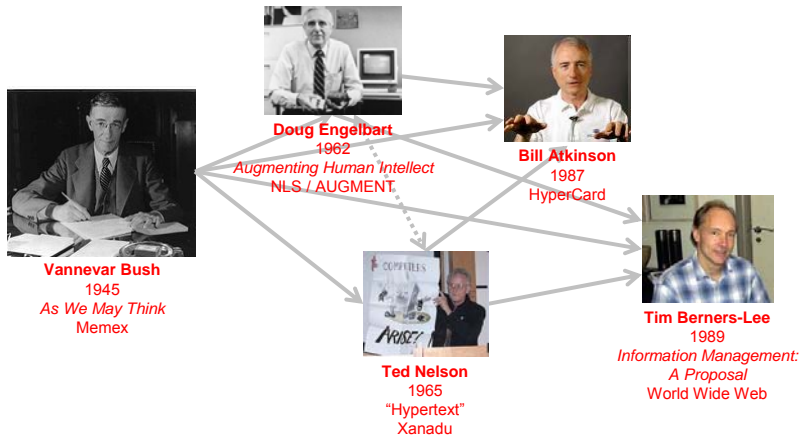 Doug Engelbart
1962
Augmenting Human Intellect
NLS / AUGMENT
Bill Atkinson
1987
HyperCard
Vannevar Bush
1945
As We May Think
Memex
COMPUTERS
ARISE!
Ted Nelson
1965
“Hypertext”
Xanadu
Tim Berners-Lee
1989
Information Management:
A Proposal
World Wide Web